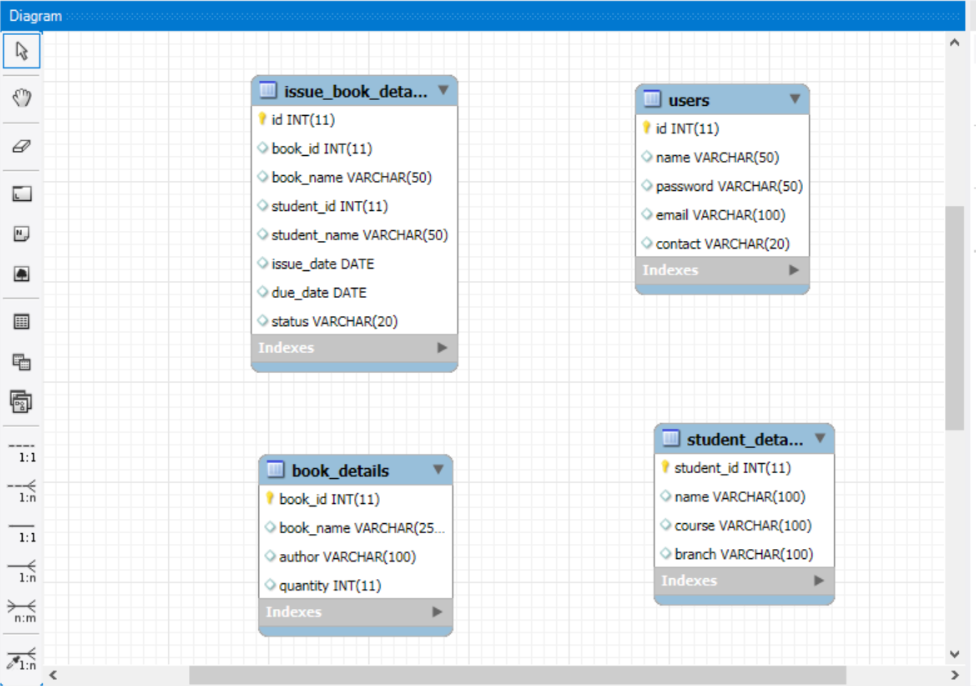 Diagram
issue_book_deta...
id INT(11)
book_id INT(11)
book_name VARCHAR(50)
student_id INT(11)
student_name VARCHAR(50)
issue_date DATE
due_date DATE
status VARCHAR(20)
Indexes
users
id INT(11)
name VARCHAR(50)
password VARCHAR(50)
email VARCHAR(100)
contact VARCHAR(20)
Indexes
book_details
book_id INT(11)
book_name VARCHAR(25...
author VARCHAR(100)
quantity INT(11)
Indexes
student_deta...
student_id INT(11)
name VARCHAR(100)
course VARCHAR(100)
branch VARCHAR(100)
Indexes
1:1
1:n
1:1
1:n
n:m
1:n